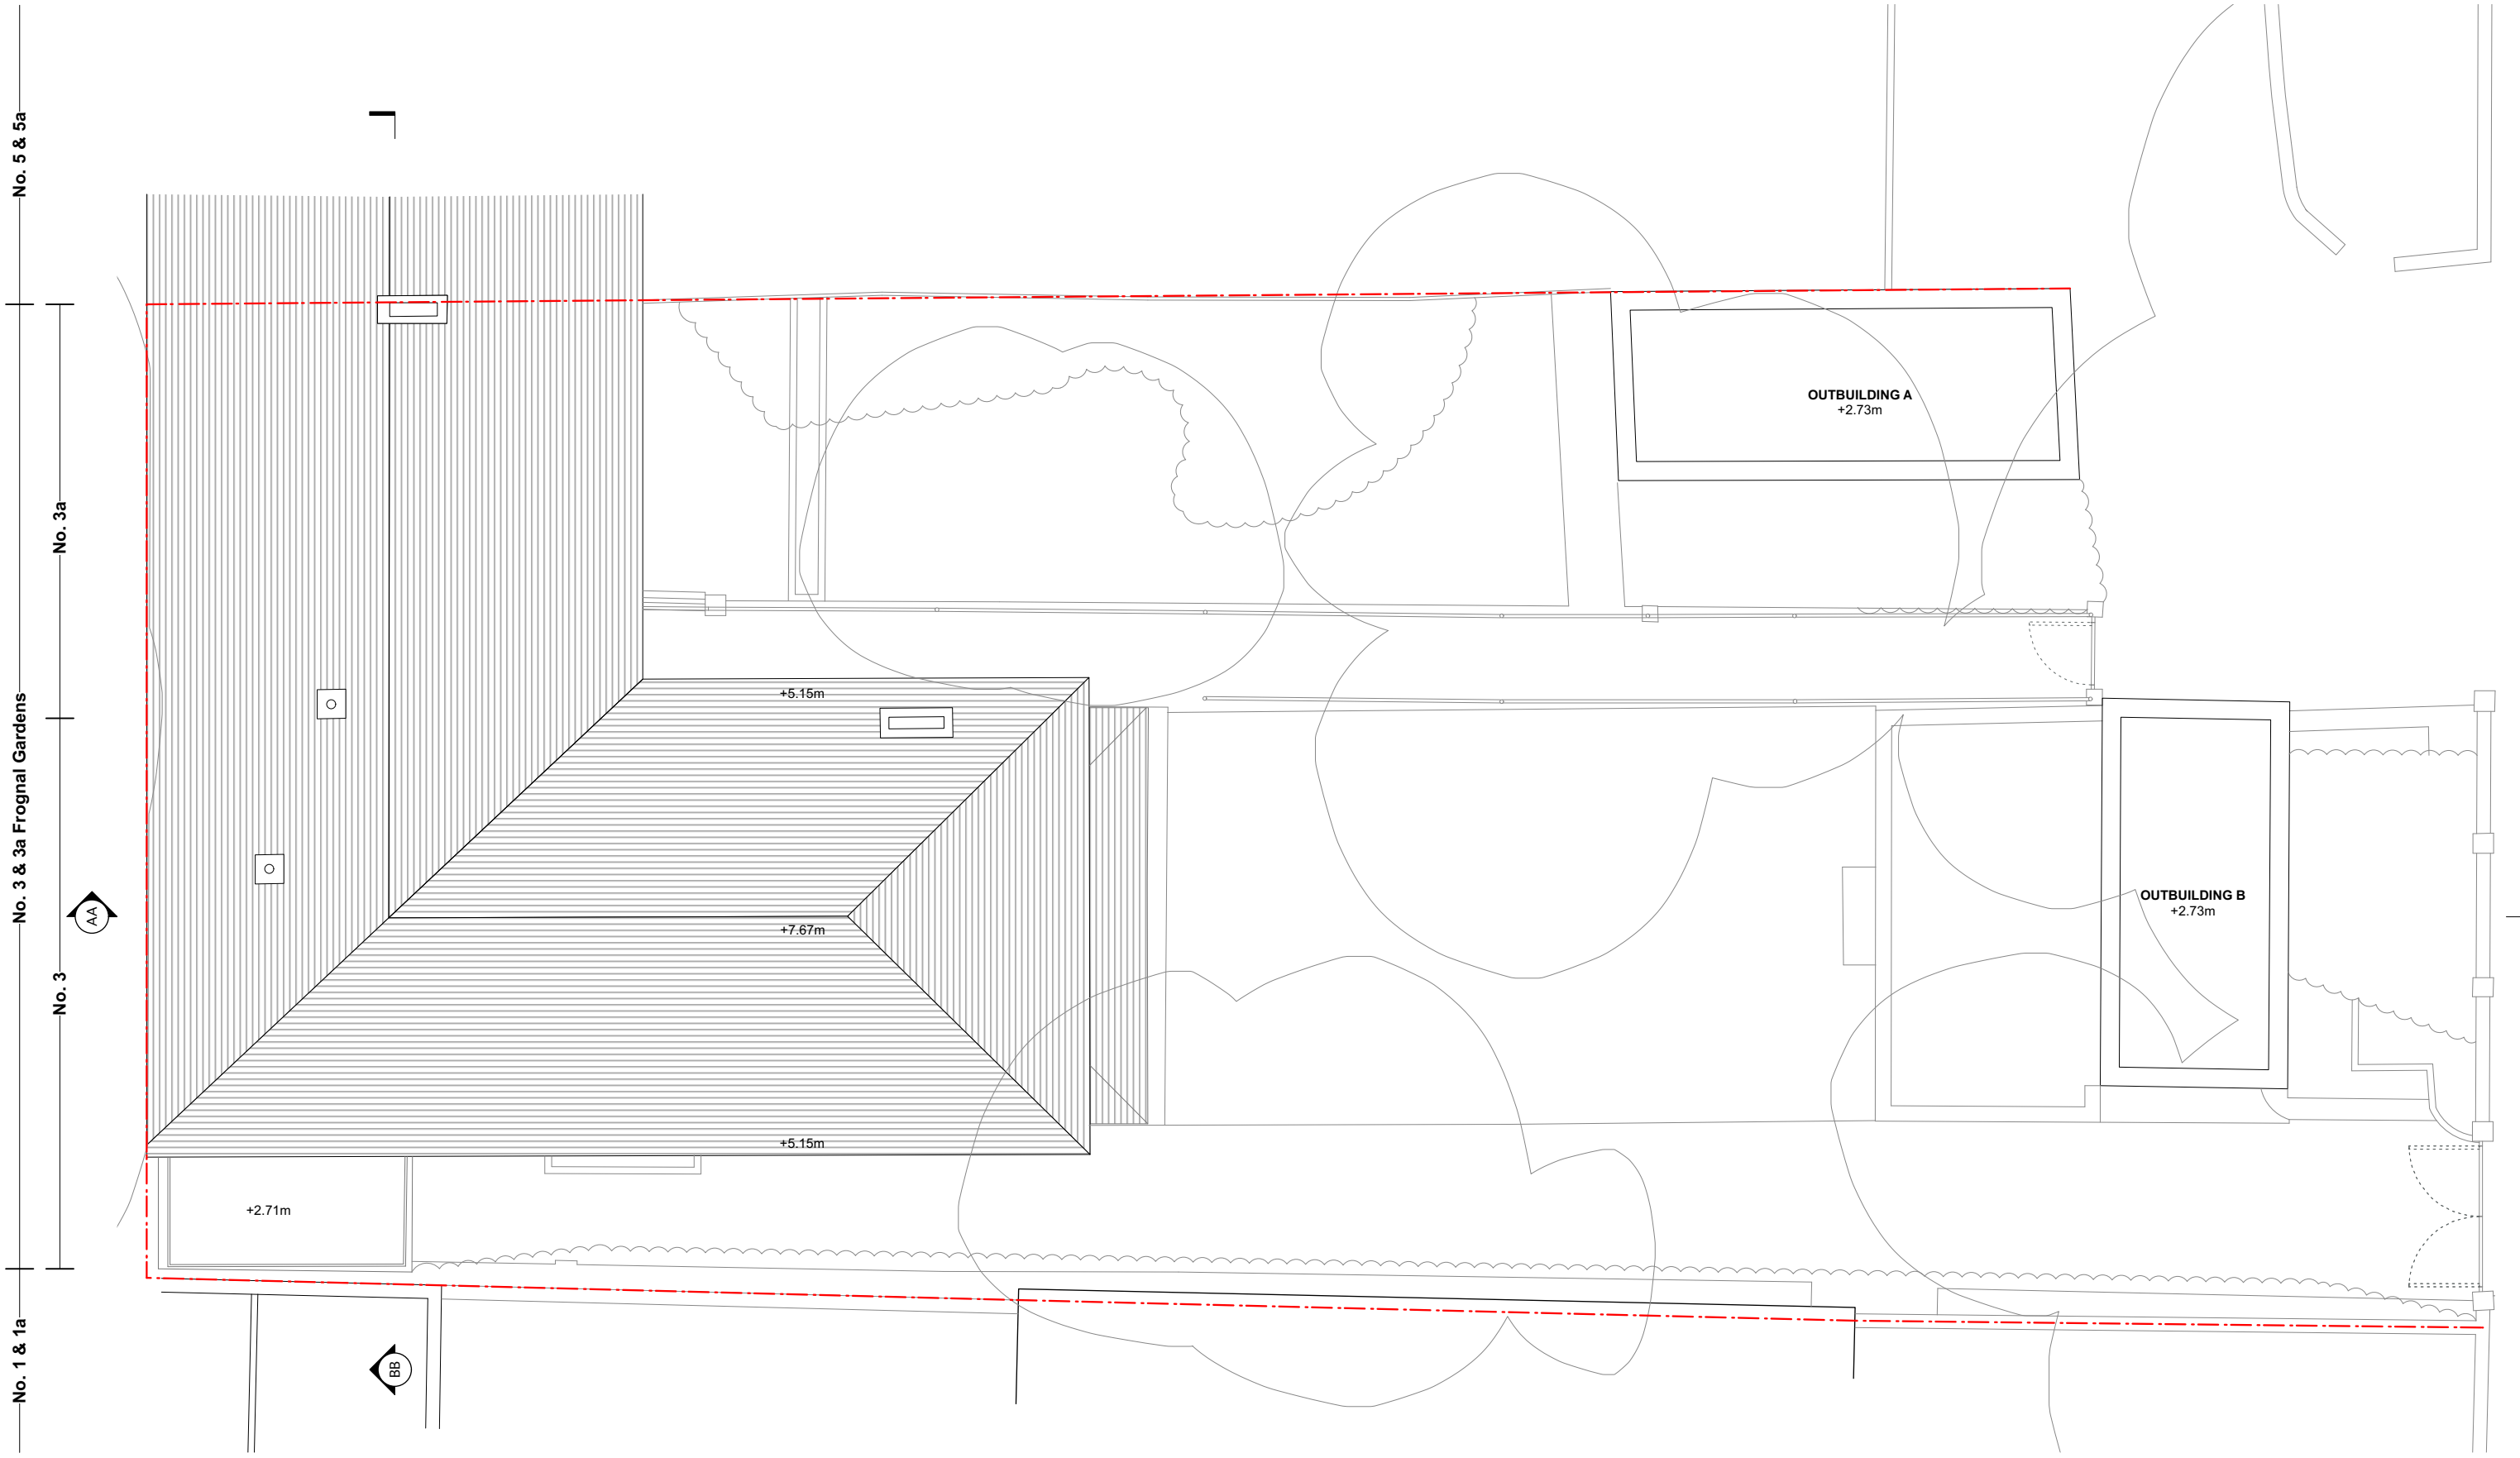 No. 5 & 5a
No. 3a
No. 3 & 3a Frognal Gardens
No. 3
No. 1 & 1a
AA
BB
OUTBUILDING A
+2.73m
+5.15m
+7.67m
+5.15m
+2.71m
OUTBUILDING B
+2.73m